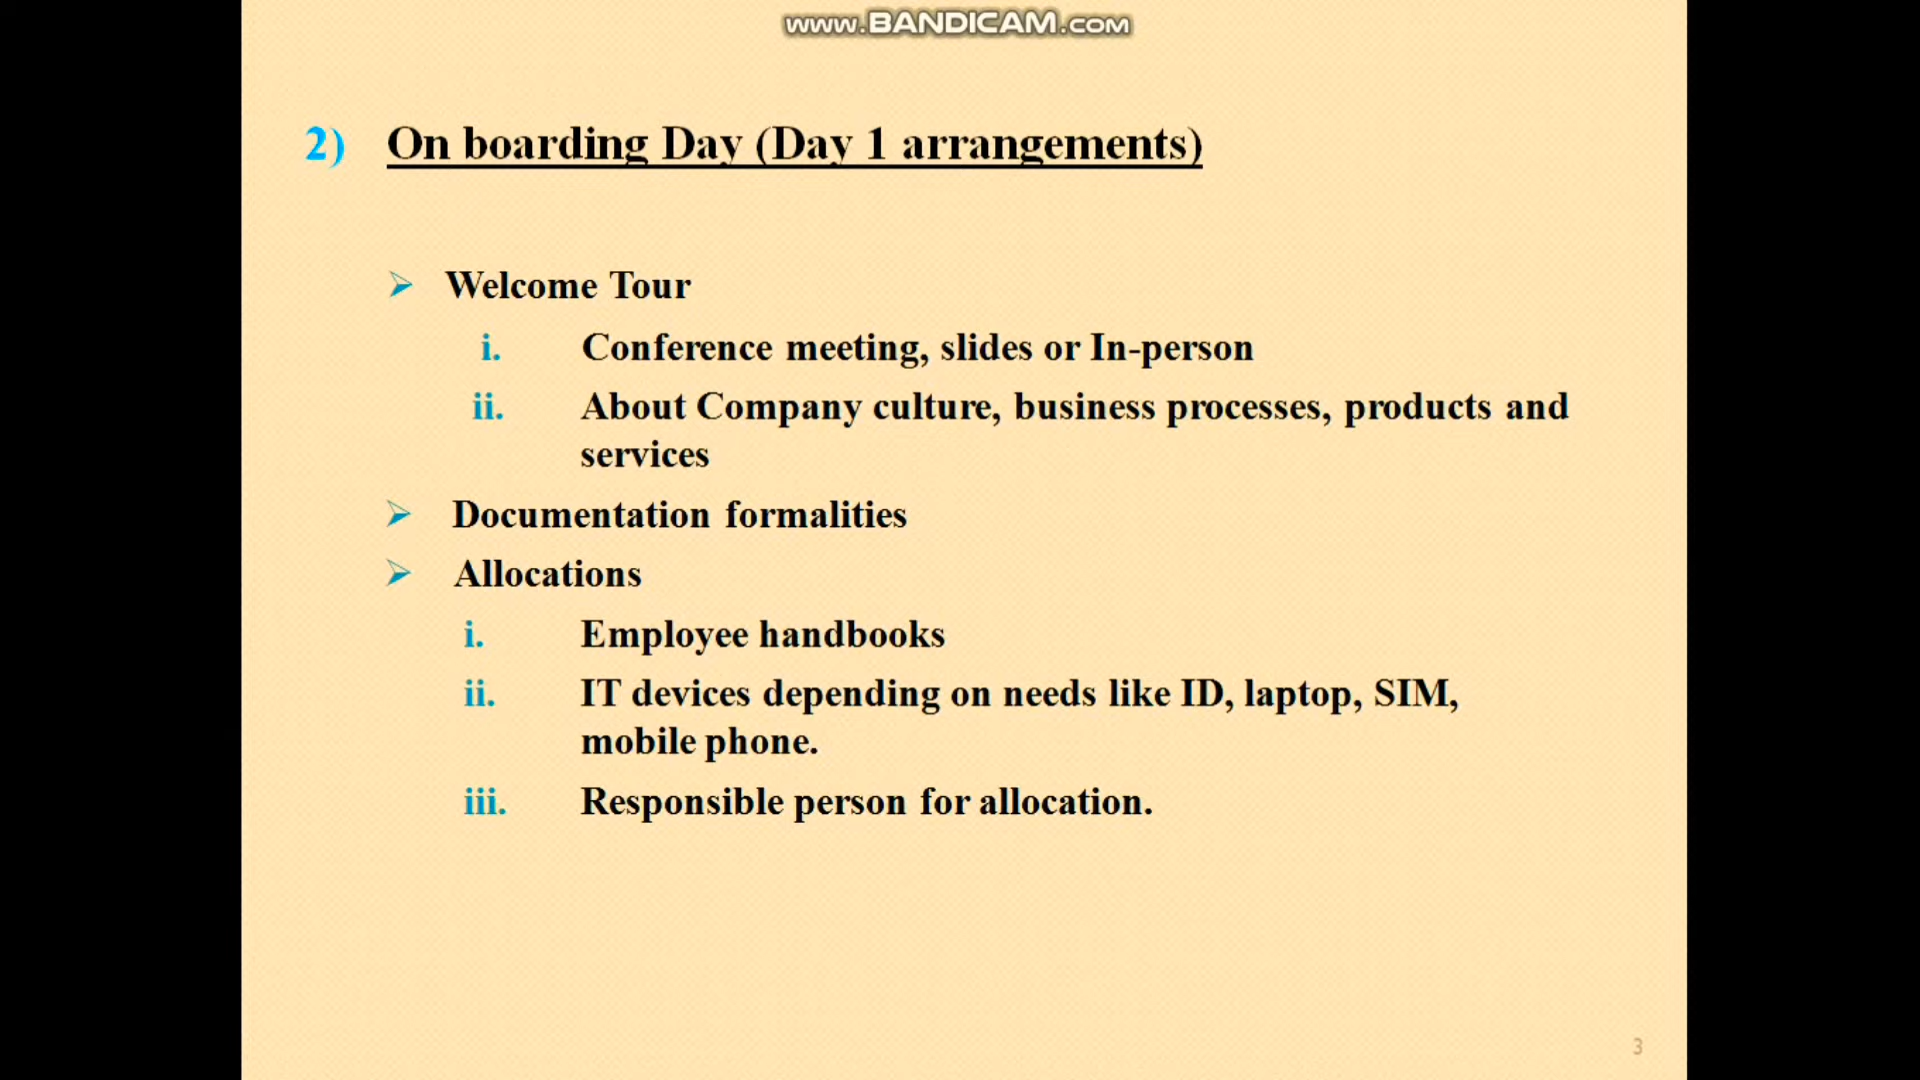 www.BANDICAM.com
2) On boarding Day (Day 1 arrangements)
➢ Welcome Tour
i. Conference meeting, slides or In-person
ii. About Company culture, business processes, products and
services
➢ Documentation formalities
➢ Allocations
i. Employee handbooks
ii. IT devices depending on needs like ID, laptop, SIM,
mobile phone.
iii. Responsible person for allocation.
3